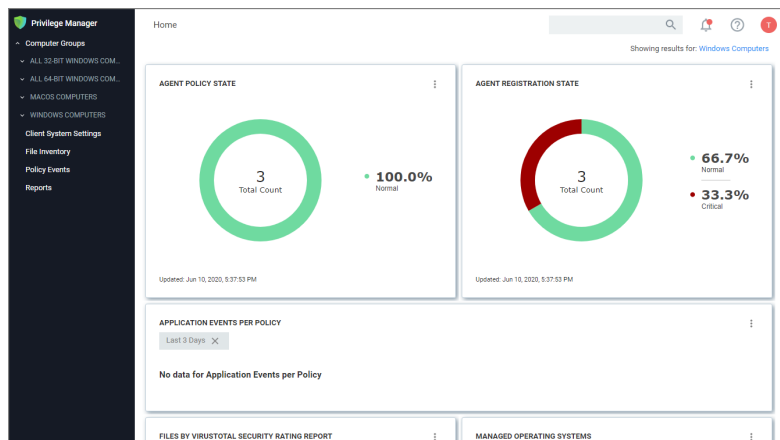 Privilege Manager
Home
T
Showing results for: Windows Computers
Computer Groups
ALL 32-BIT WINDOWS COM...
ALL 64-BIT WINDOWS COM...
MACOS COMPUTERS
WINDOWS COMPUTERS
Client System Settings
File Inventory
Policy Events
Reports
AGENT POLICY STATE
3
Total Count
100.0%
Normal
Updated: Jun 10, 2020, 5:37:53 PM
AGENT REGISTRATION STATE
3
Total Count
66.7%
Normal
33.3%
Critical
Updated: Jun 10, 2020, 5:37:53 PM
APPLICATION EVENTS PER POLICY
Last 3 Days
No data for Application Events per Policy
FILES BY VIRUSTOTAL SECURITY RATING REPORT
MANAGED OPERATING SYSTEMS